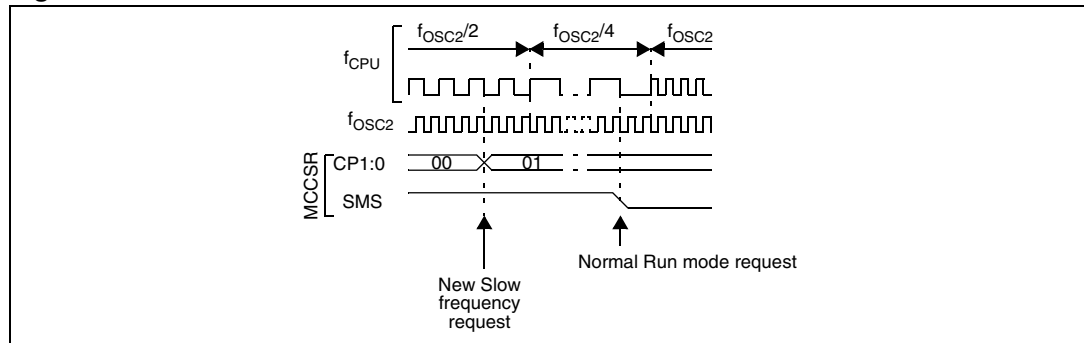 fOSC2/2 fOSC2/4 fOSC2
fCPU
fOSC2
MCCSR
CP1:0 00 01
SMS
Normal Run mode request
New Slow
frequency
request